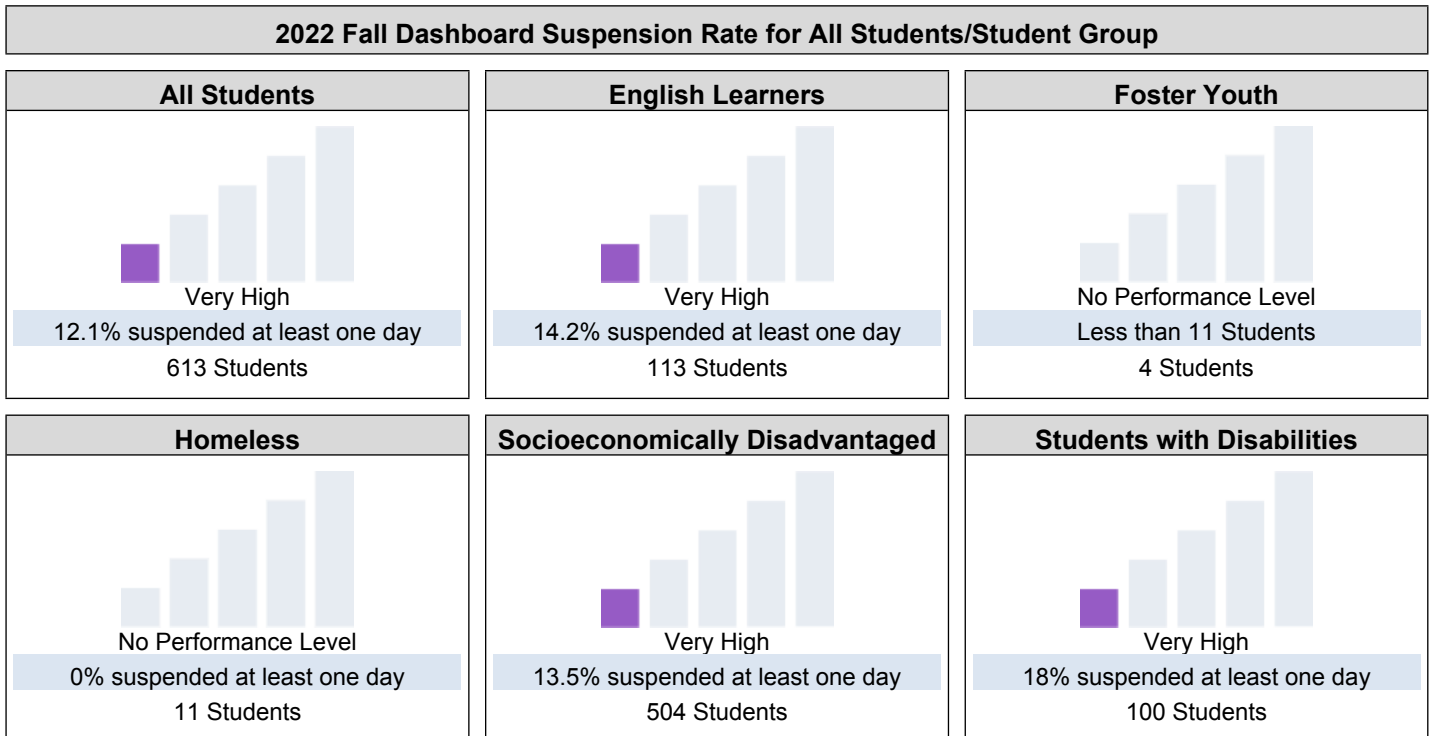 2022 Fall Dashboard Suspension Rate for All Students/Student Group
All Students
Very High
12.1% suspended at least one day
613 Students
English Learners
Very High
14.2% suspended at least one day
113 Students
Foster Youth
No Performance Level
Less than 11 Students
4 Students
Homeless
No Performance Level
0% suspended at least one day
11 Students
Socioeconomically Disadvantaged
Very High
13.5% suspended at least one day
504 Students
Students with Disabilities
Very High
18% suspended at least one day
100 Students